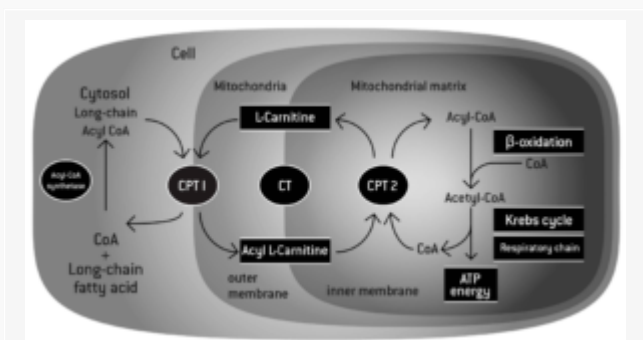 Cell
Cytosol
Long-chain
Acyl CoA
Mitochondria
Mitochondrial matrix
L-Carnitine
Acyl-CoA
β-oxidation
CoA
Acyl-CoA
synthetase
CPT 1
CT
CPT 2
Acetyl-CoA
Krebs cycle
Respiratory chain
CoA
+
Long-chain
fatty acid
Acyl L-Carnitine
CoA
outer
membrane
inner membrane
ATP
energy